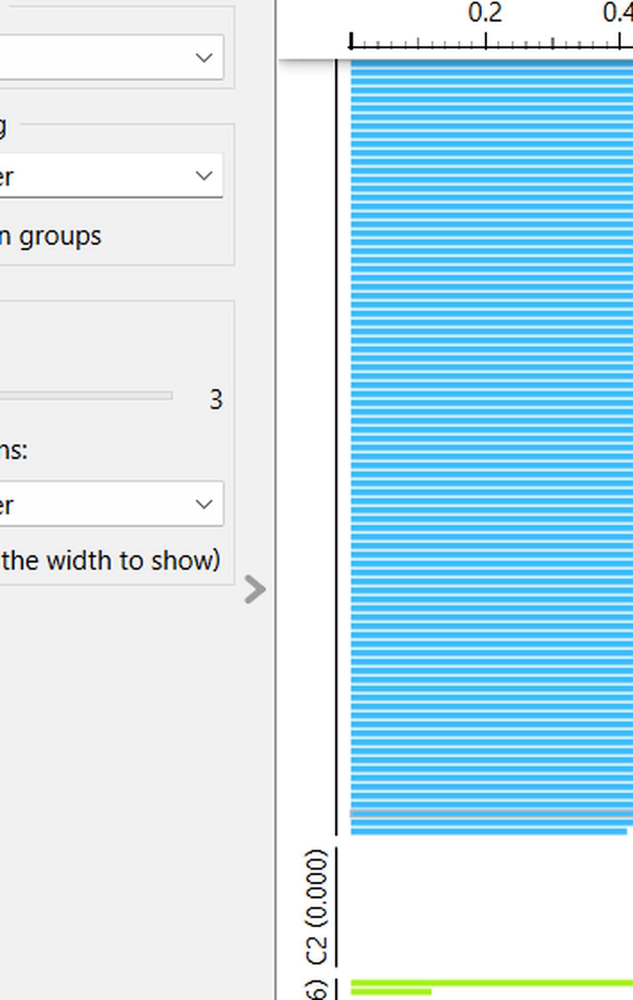 0.2 0.4
g
er
n groups
3
ns:
er
the width to show)
C2 (0.000)
6)